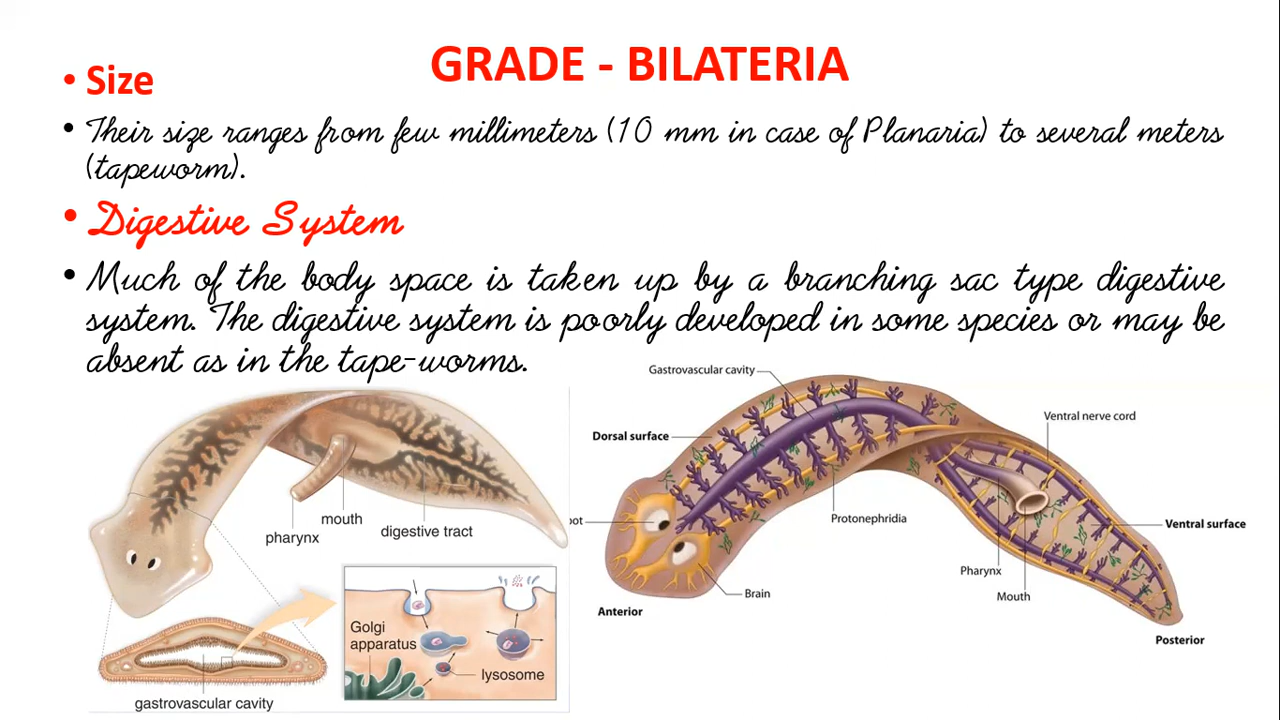 GRADE - BILATERIA
• Size
• Their size ranges from few millimeters (10 mm in case of Planaria) to several meters
(tapeworm).
• Digestive System
• Much of the body space is taken up by a branching sac type digestive
system. The digestive system is poorly developed in some species or may be
absent as in the tape-worms.
pharynx
mouth
digestive tract
Golgi
apparatus
lysosome
gastrovascular cavity
Gastrovascular cavity
Dorsal surface
Ventral nerve cord
oot
Protonephridia
Ventral surface
Pharynx
Mouth
Brain
Anterior
Posterior